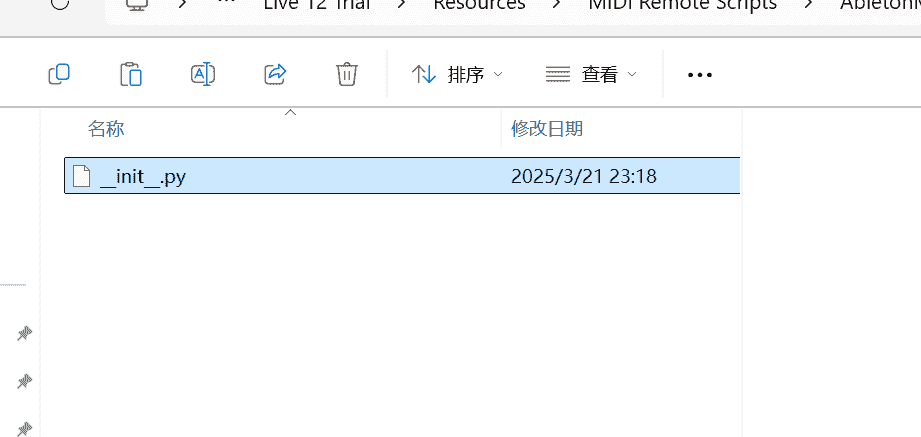 Live 12 Trial > Resources > MIDI Remote Scripts >
排序 查看
名称 修改日期
__init__.py 2025/3/21 23:18